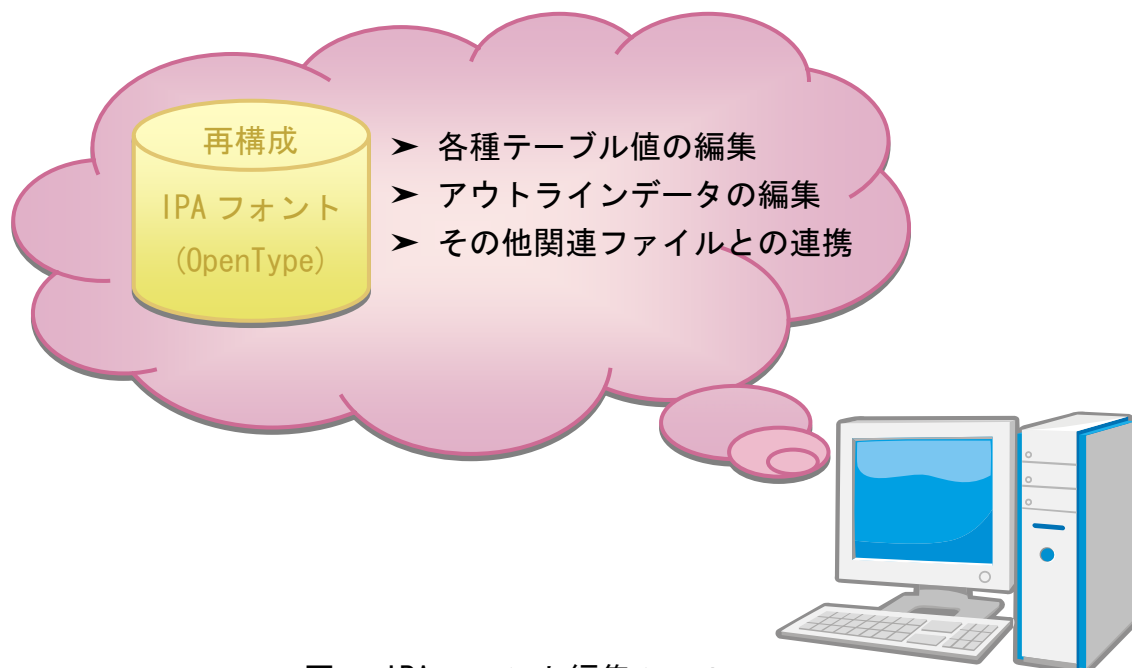 再構成
IPA フォント
(OpenType)
➤ 各種テーブル値の編集
➤ アウトラインデータの編集
➤ その他関連ファイルとの連携